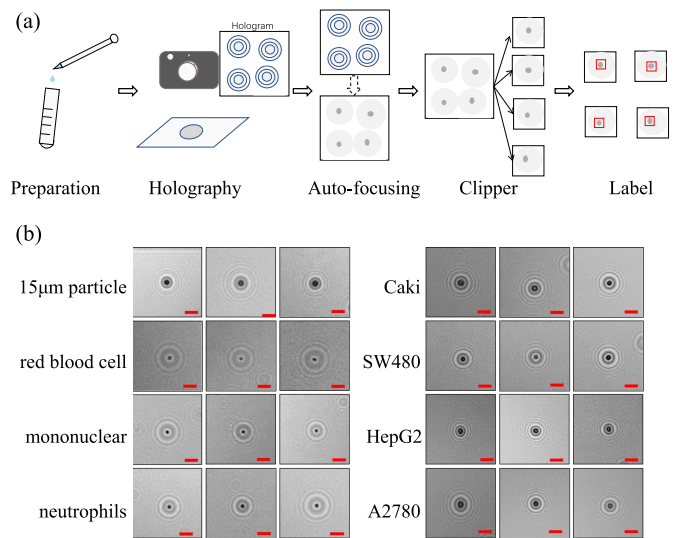 (a)
Hologram
Preparation
Holography
Auto-focusing
Clipper
Label
(b)
15μm particle
Caki
red blood cell
SW480
mononuclear
HepG2
neutrophils
A2780